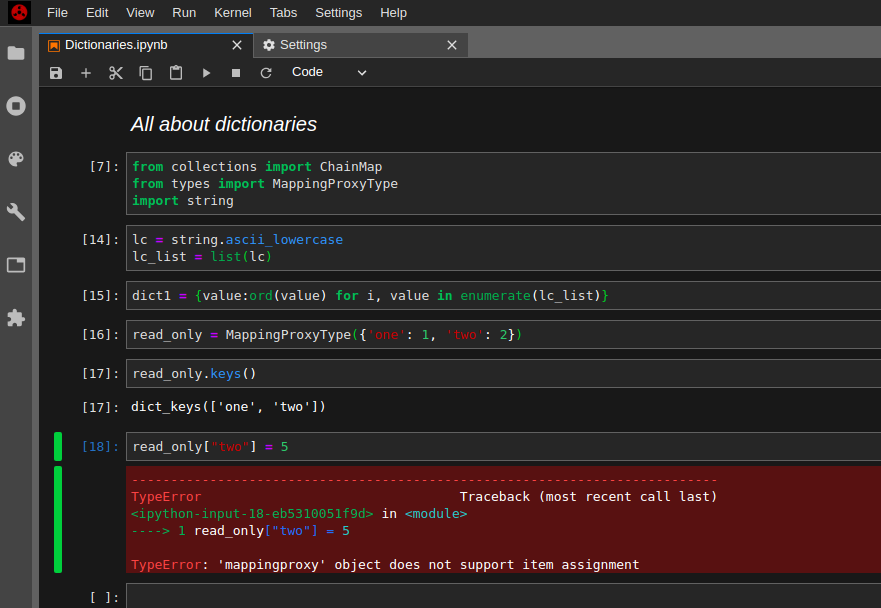 File Edit View Run Kernel Tabs Settings Help
Dictionaries.ipynb Settings
Code
All about dictionaries
[7]: from collections import ChainMap
from types import MappingProxyType
import string
[14]: lc = string.ascii_lowercase
lc_list = list(lc)
[15]: dict1 = {value:ord(value) for i, value in enumerate(lc_list)}
[16]: read_only = MappingProxyType({'one': 1, 'two': 2})
[17]: read_only.keys()
[17]: dict_keys(['one', 'two'])
[18]: read_only["two"] = 5
---------------------------------------------------------------------------
TypeError Traceback (most recent call last)
<ipython-input-18-eb5310051f9d> in <module>
----> 1 read_only["two"] = 5
TypeError: 'mappingproxy' object does not support item assignment
[ ]: